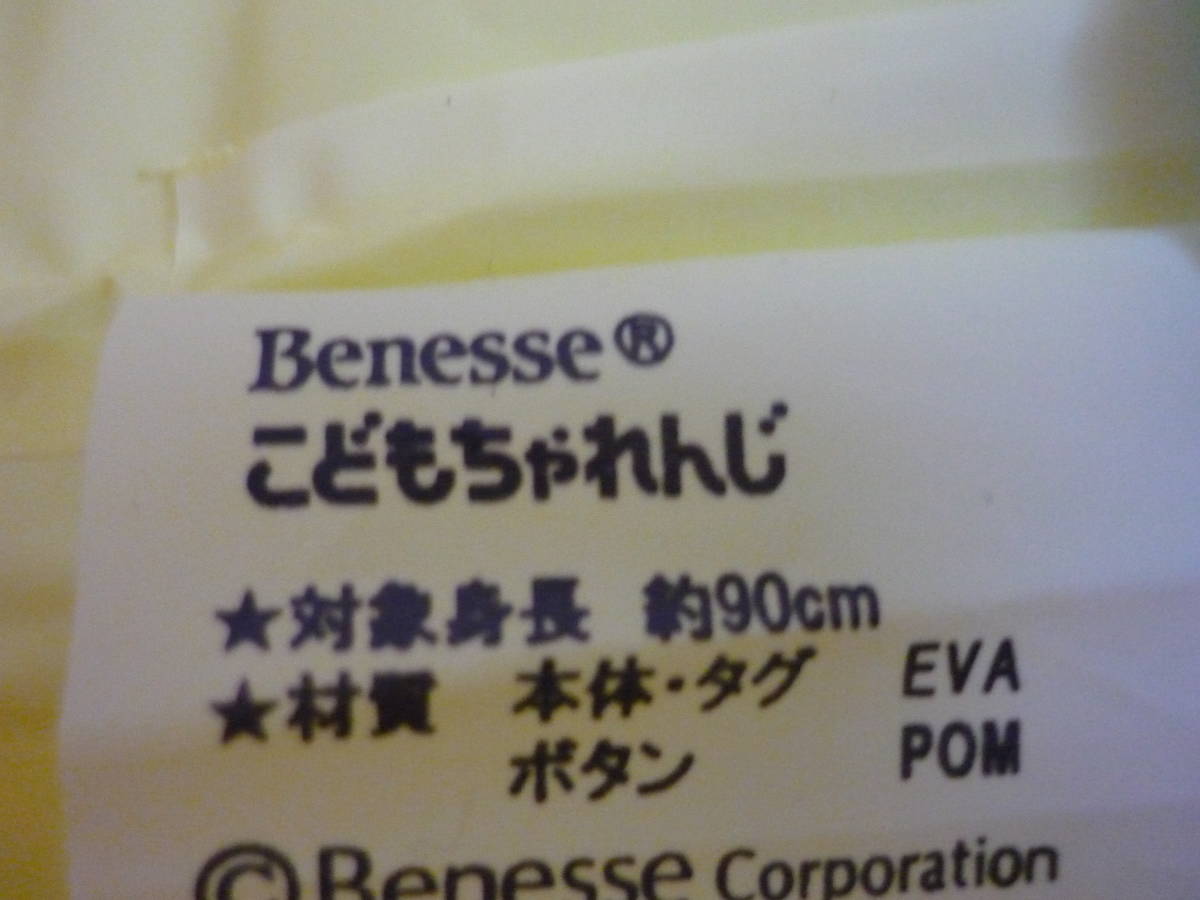 Benesse®
こどもちゃれんじ
★対象身長 約90cm
★材質 本体・タグ EVA
ボタン POM
©Benesse Corporation